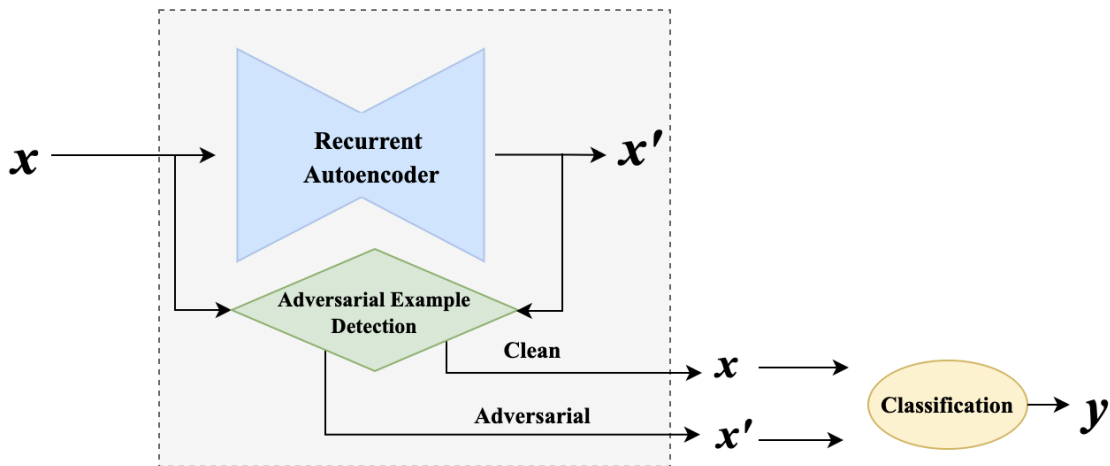 x
Recurrent
Autoencoder
x'
Adversarial Example
Detection
Clean
x
Adversarial
x'
Classification
y